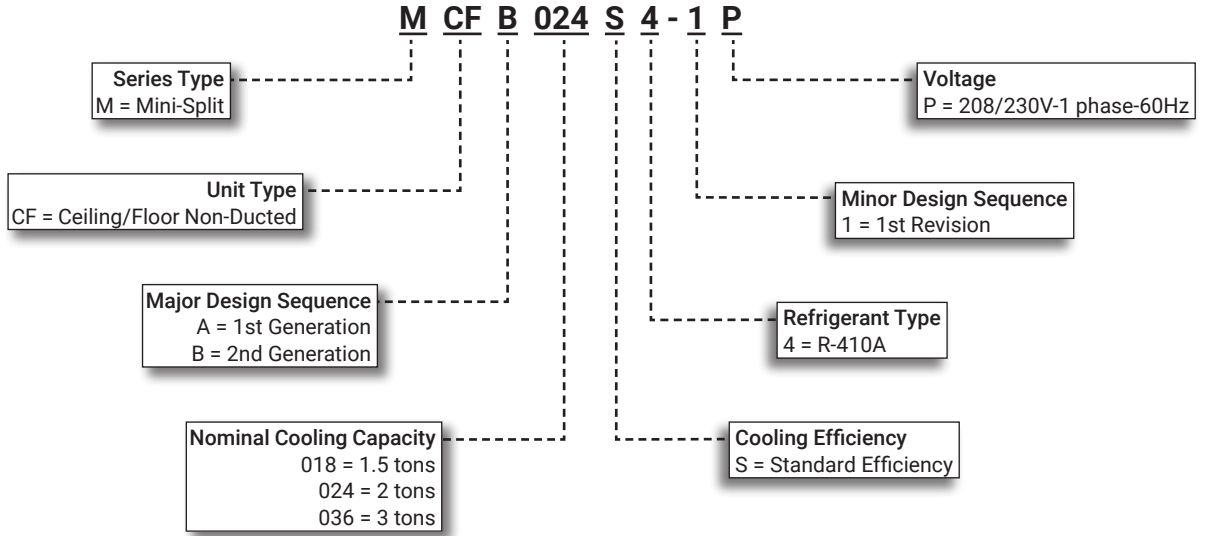 M CF B 024 S 4 - 1 P
Series Type
M = Mini-Split
Voltage
P = 208/230V-1 phase-60Hz
Unit Type
CF = Ceiling/Floor Non-Ducted
Minor Design Sequence
1 = 1st Revision
Major Design Sequence
A = 1st Generation
B = 2nd Generation
Refrigerant Type
4 = R-410A
Nominal Cooling Capacity
018 = 1.5 tons
024 = 2 tons
036 = 3 tons
Cooling Efficiency
S = Standard Efficiency